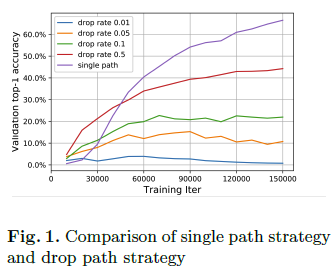 drop rate 0.01
drop rate 0.05
drop rate 0.1
drop rate 0.5
single path
Validation top-1 accuracy
60.0%
50.0%
40.0%
30.0%
20.0%
10.0%
0.0%
0 30000 60000 90000 120000 150000
Training Iter
Fig. 1. Comparison of single path strategy
and drop path strategy